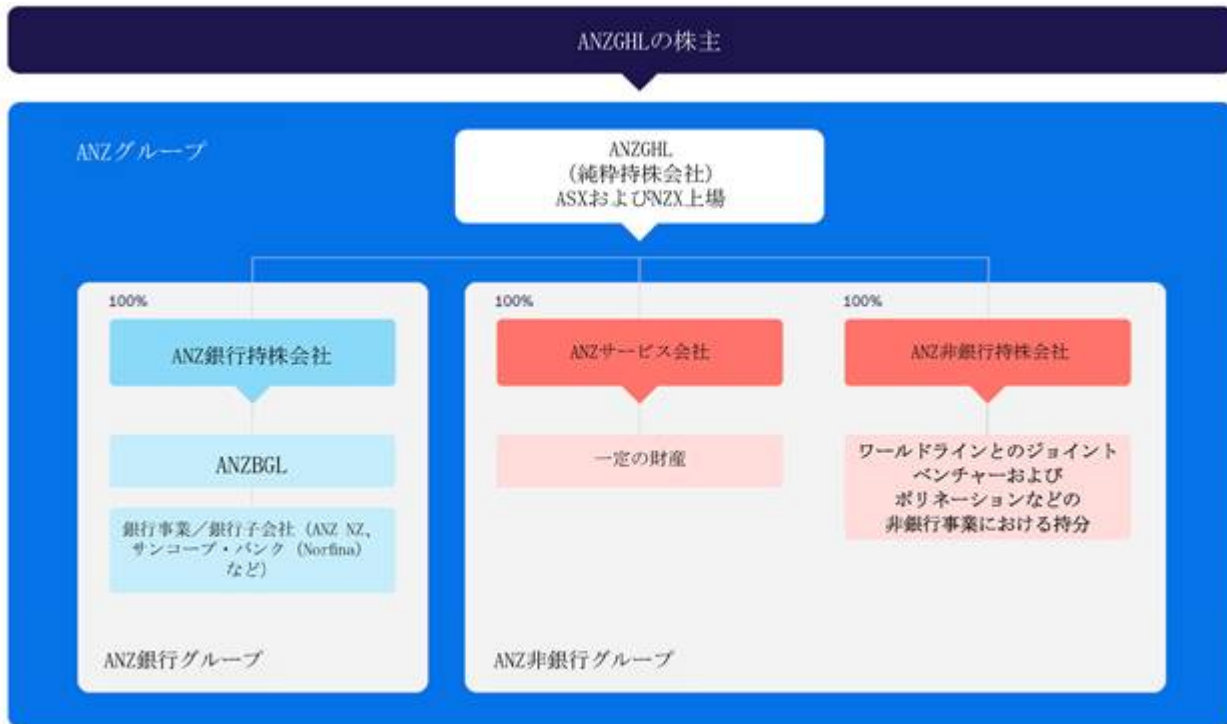 ANZGHLの株主
ANZグループ
ANZGHL
(純粋持株会社)
ASXおよびNZX上場
100%
ANZ銀行持株会社
ANZBGL
銀行事業/銀行子会社(ANZ NZ、
サンコープ・バンク(Norfina)
など)
ANZ銀行グループ
100%
ANZサービス会社
一定の財産
100%
ANZ非銀行持株会社
ワールドラインとのジョイント
ベンチャーおよび
ポリネーションなどの
非銀行事業における持分
ANZ非銀行グループ